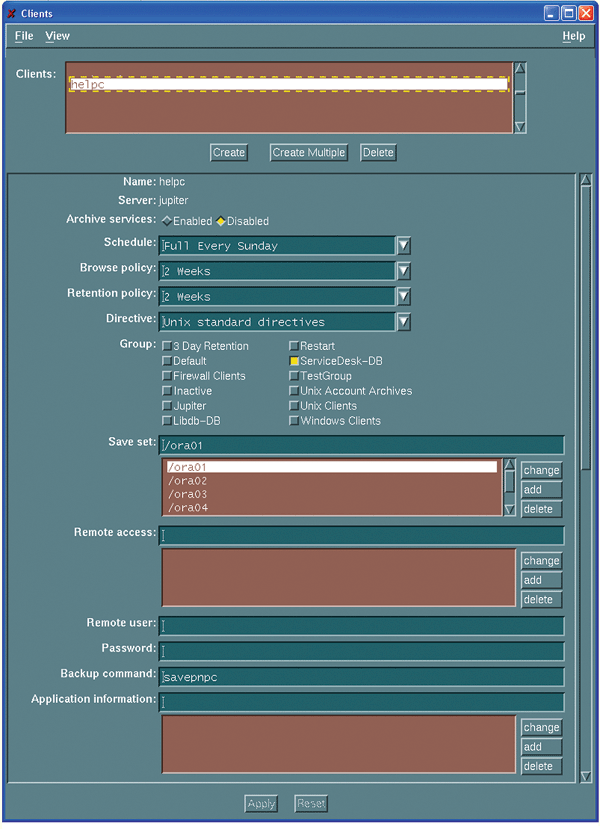 Clients
File View Help
Clients:
helpc
Create Create Multiple Delete
Name: helpc
Server: jupiter
Archive services: Enabled Disabled
Schedule: Full Every Sunday
Browse policy: 2 Weeks
Retention policy: 2 Weeks
Directive: Unix standard directives
Group: 3 Day Retention Restart
Default ServiceDesk-DB
Firewall Clients TestGroup
Inactive Unix Account Archives
Jupiter Unix Clients
Libdb-DB Windows Clients
Save set: /ora01
/ora01 change
/ora02
/ora03 add
/ora04 delete
Remote access:
change
add
delete
Remote user:
Password:
Backup command: savepnpc
Application information:
change
add
delete
Apply Reset